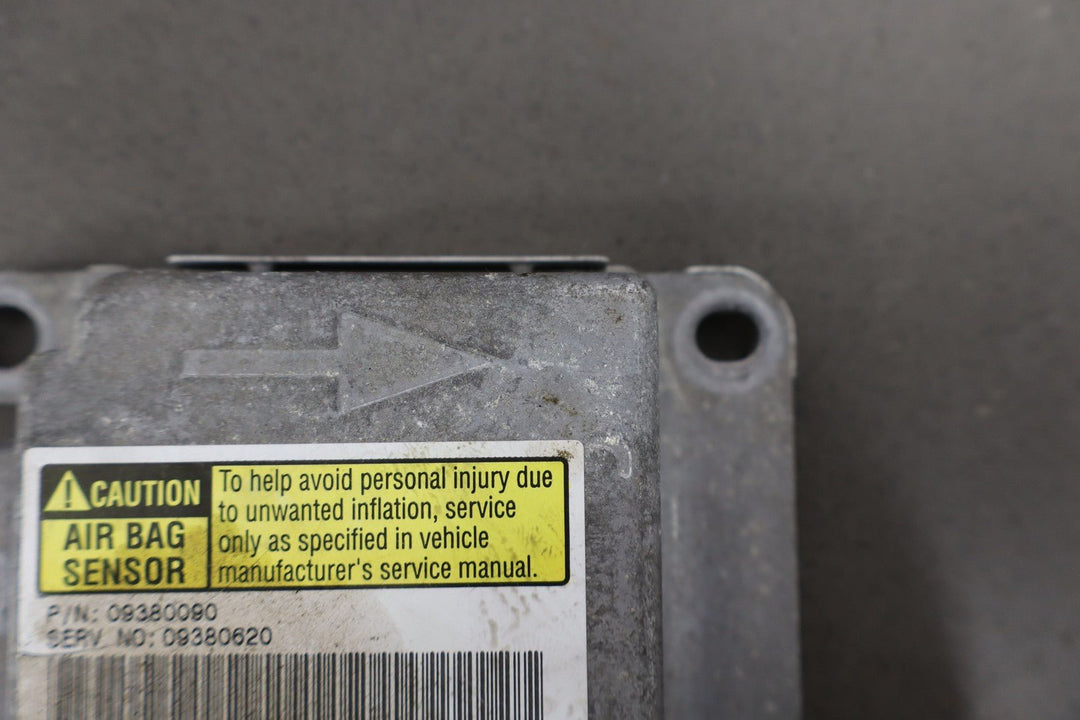 CAUTION
AIR BAG
SENSOR
To help avoid personal injury due
to unwanted inflation, service
only as specified in vehicle
manufacturer's service manual.
P/N: 09380090
SERV NO: 09380620